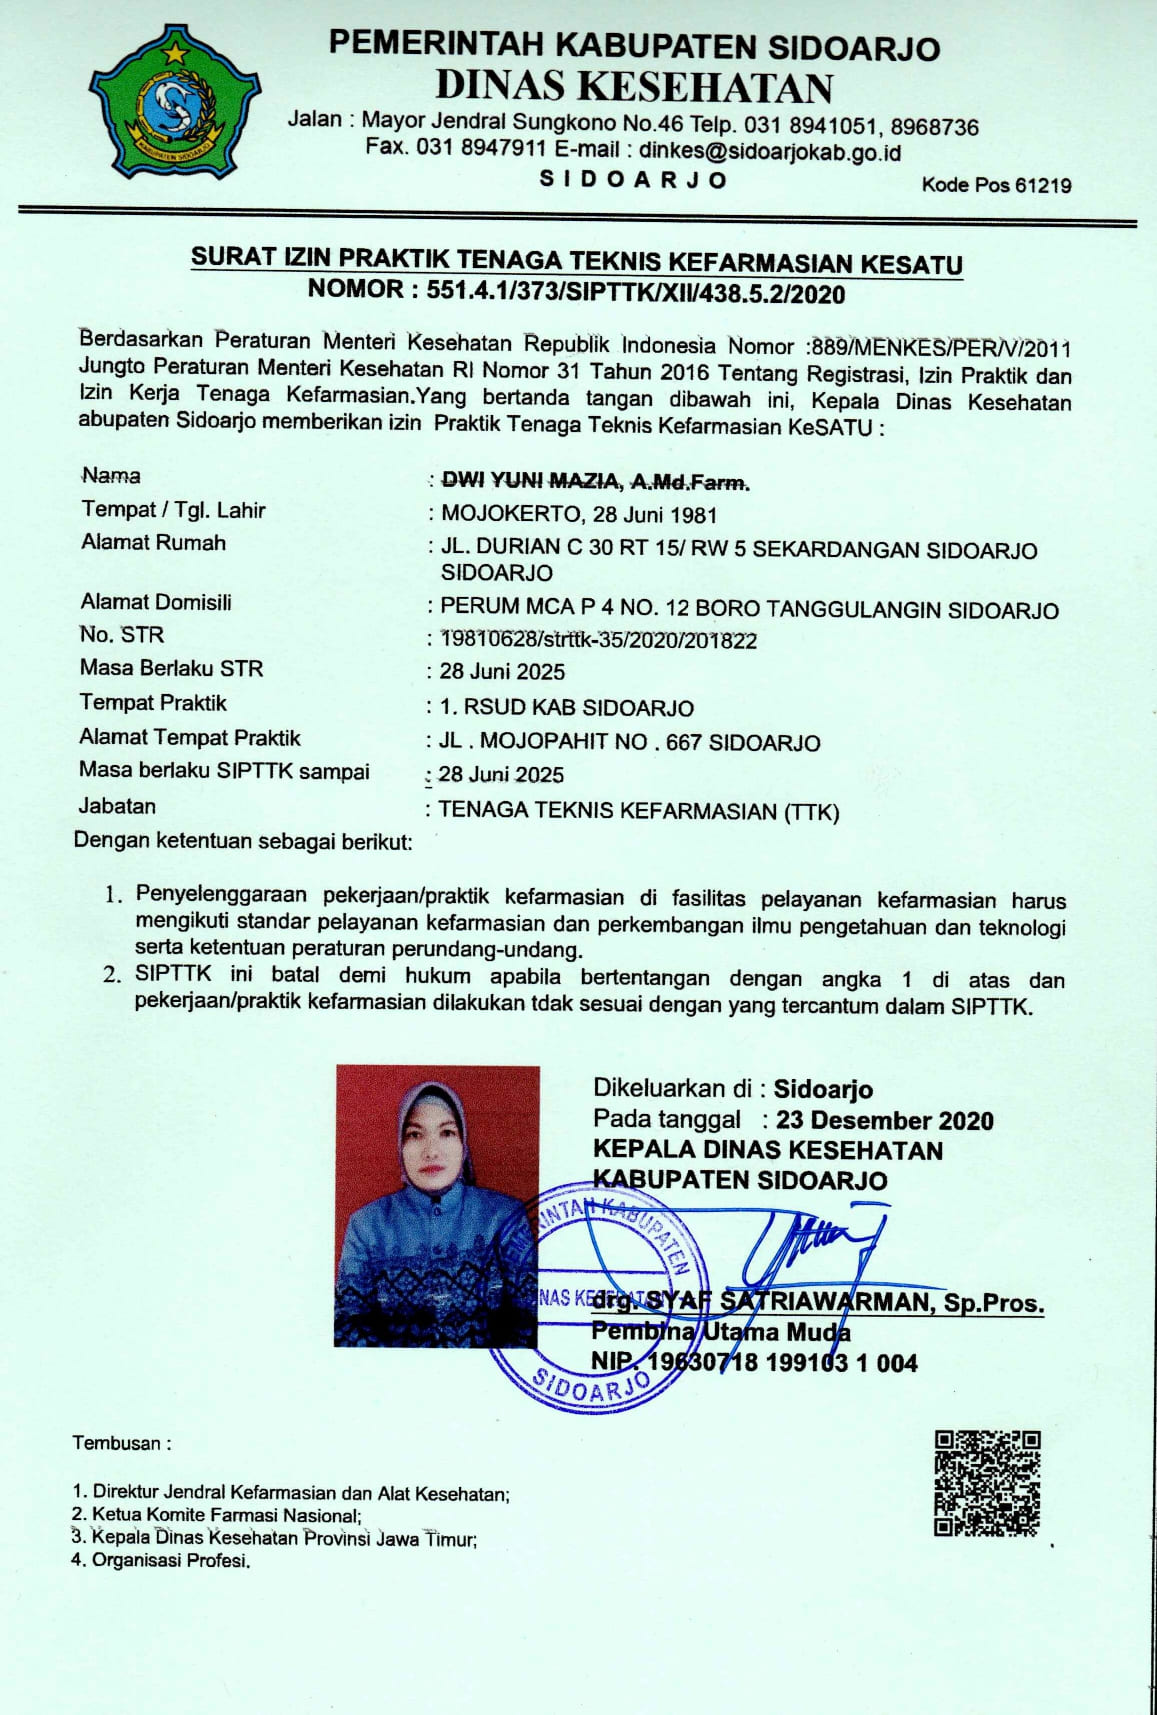 PEMERINTAH KABUPATEN SIDOARJO
DINAS KESEHATAN
Jalan : Mayor Jendral Sungkono No.46 Telp. 031 8941051, 8968736
Fax. 031 8947911 E-mail : dinkes@sidoarjokab.go.id
S I D O A R J O
Kode Pos 61219
KABUPATEN SIDOARJO
SURAT IZIN PRAKTIK TENAGA TEKNIS KEFARMASIAN KESATU
NOMOR : 551.4.1/373/SIPTTK/XII/438.5.2/2020
Berdasarkan Peraturan Menteri Kesehatan Republik Indonesia Nomor :889/MENKES/PER/V/2011
Jungto Peraturan Menteri Kesehatan RI Nomor 31 Tahun 2016 Tentang Registrasi, Izin Praktik dan
Izin Kerja Tenaga Kefarmasian.Yang bertanda tangan dibawah ini, Kepala Dinas Kesehatan
abupaten Sidoarjo memberikan izin Praktik Tenaga Teknis Kefarmasian KeSATU :
Nama : DWI YUNI MAZIA, A.Md.Farm.
Tempat / Tgl. Lahir : MOJOKERTO, 28 Juni 1981
Alamat Rumah : JL. DURIAN C 30 RT 15/ RW 5 SEKARDANGAN SIDOARJO
SIDOARJO
Alamat Domisili : PERUM MCA P 4 NO. 12 BORO TANGGULANGIN SIDOARJO
No. STR : 19810628/strttk-35/2020/201822
Masa Berlaku STR : 28 Juni 2025
Tempat Praktik : 1. RSUD KAB SIDOARJO
Alamat Tempat Praktik : JL . MOJOPAHIT NO . 667 SIDOARJO
Masa berlaku SIPTTK sampai : 28 Juni 2025
Jabatan : TENAGA TEKNIS KEFARMASIAN (TTK)
Dengan ketentuan sebagai berikut:
1. Penyelenggaraan pekerjaan/praktik kefarmasian di fasilitas pelayanan kefarmasian harus
mengikuti standar pelayanan kefarmasian dan perkembangan ilmu pengetahuan dan teknologi
serta ketentuan peraturan perundang-undang.
2. SIPTTK ini batal demi hukum apabila bertentangan dengan angka 1 di atas dan
pekerjaan/praktik kefarmasian dilakukan tdak sesuai dengan yang tercantum dalam SIPTTK.
Dikeluarkan di : Sidoarjo
Pada tanggal : 23 Desember 2020
KEPALA DINAS KESEHATAN
KABUPATEN SIDOARJO
drg. SYAF SATRIAWARMAN, Sp.Pros.
Pembina Utama Muda
NIP. 19630718 199103 1 004
KABUPATEN
SIDOARJO
Tembusan :
1. Direktur Jendral Kefarmasian dan Alat Kesehatan;
2. Ketua Komite Farmasi Nasional;
3. Kepala Dinas Kesehatan Provinsi Jawa Timur;
4. Organisasi Profesi.